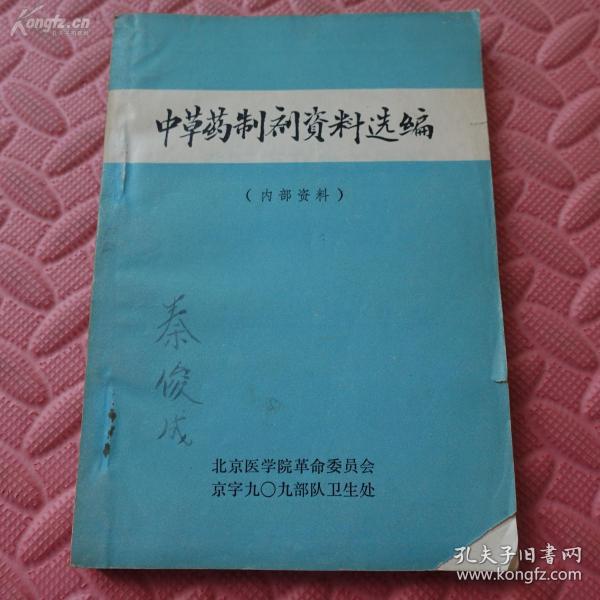 Kongfz.cn
中草药制剂資料选编
（内部资料）
秦俊成
北京医学院革命委员会
京字九〇九部队卫生处
孔夫子旧書网
www.kongfz.com